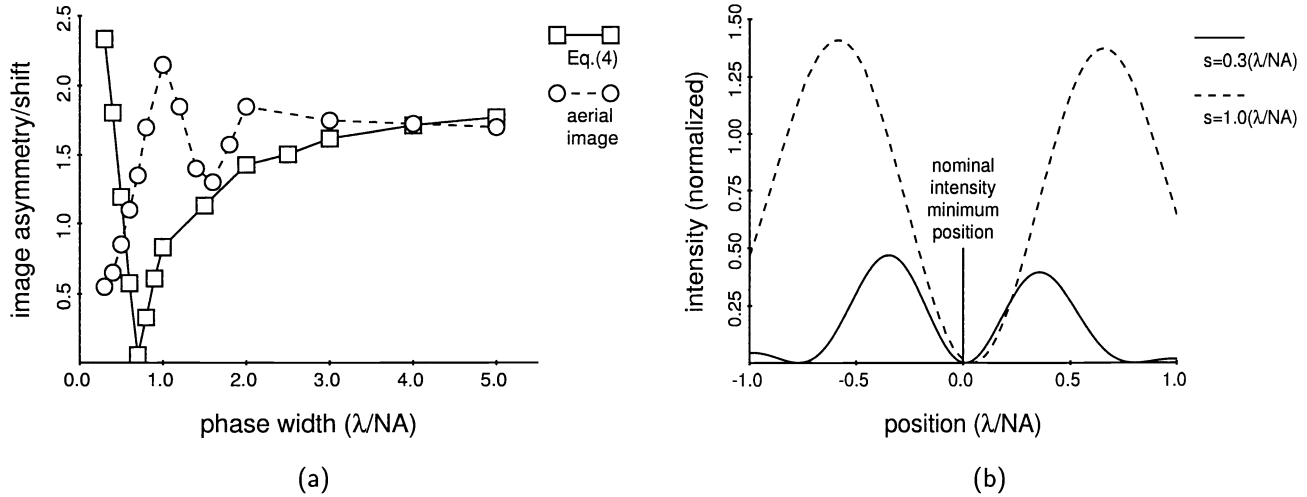 image asymmetry/shift
2.5
2.0
1.5
1.0
0.5
0.0
1.0
2.0
3.0
4.0
5.0
phase width (λ/NA)
Eq.(4)
aerial
image
(a)
intensity (normalized)
1.50
1.25
1.00
0.75
0.50
0.25
nominal
intensity
minimum
position
-1.0
-0.5
0.0
0.5
1.0
position (λ/NA)
s=0.3(λ/NA)
s=1.0(λ/NA)
(b)